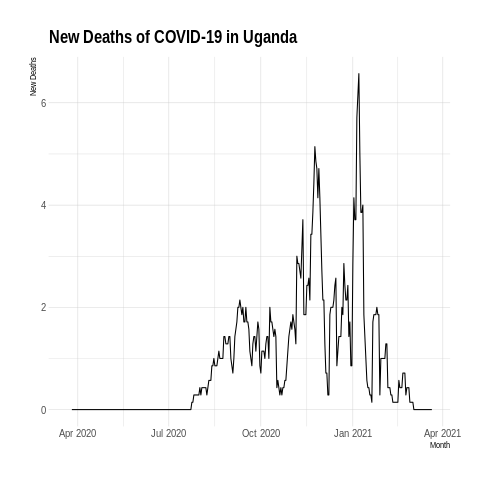 New Deaths of COVID-19 in Uganda
New Deaths
6
4
2
0
Apr 2020 Jul 2020 Oct 2020 Jan 2021 Apr 2021
Month